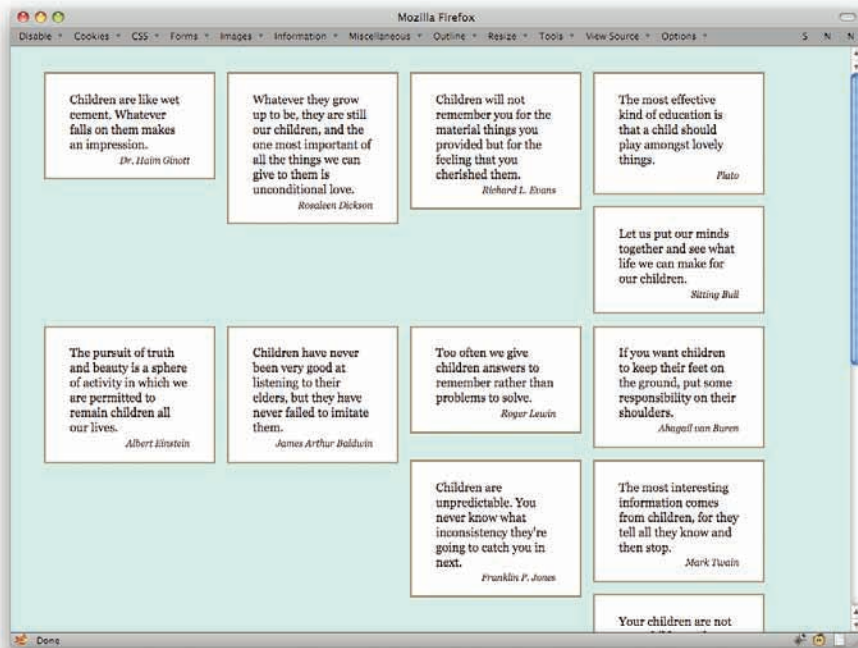 Mozilla Firefox
Disable Cookies CSS Forms Images Information Miscellaneous Outline Resize Tools View Source Options S N N
Children are like wet
cement. Whatever
falls on them makes
an impression.
Dr. Haim Ginott
Whatever they grow
up to be, they are still
our children, and the
one most important of
all the things we can
give to them is
unconditional love.
Rosaleen Dickson
Children will not
remember you for the
material things you
provided but for the
feeling that you
cherished them.
Richard L. Evans
The most effective
kind of education is
that a child should
play amongst lovely
things.
Plato
Let us put our minds
together and see what
life we can make for
our children.
Sitting Bull
The pursuit of truth
and beauty is a sphere
of activity in which we
are permitted to
remain children all
our lives.
Albert Einstein
Children have never
been very good at
listening to their
elders, but they have
never failed to imitate
them.
James Arthur Baldwin
Too often we give
children answers to
remember rather than
problems to solve.
Roger Lewin
If you want children
to keep their feet on
the ground, put some
responsibility on their
shoulders.
Abagail van Buren
Children are
unpredictable. You
never know what
inconsistency they're
going to catch you in
next.
Franklin P. Jones
The most interesting
information comes
from children, for they
tell all they know and
then stop.
Mark Twain
Your children are not
Done